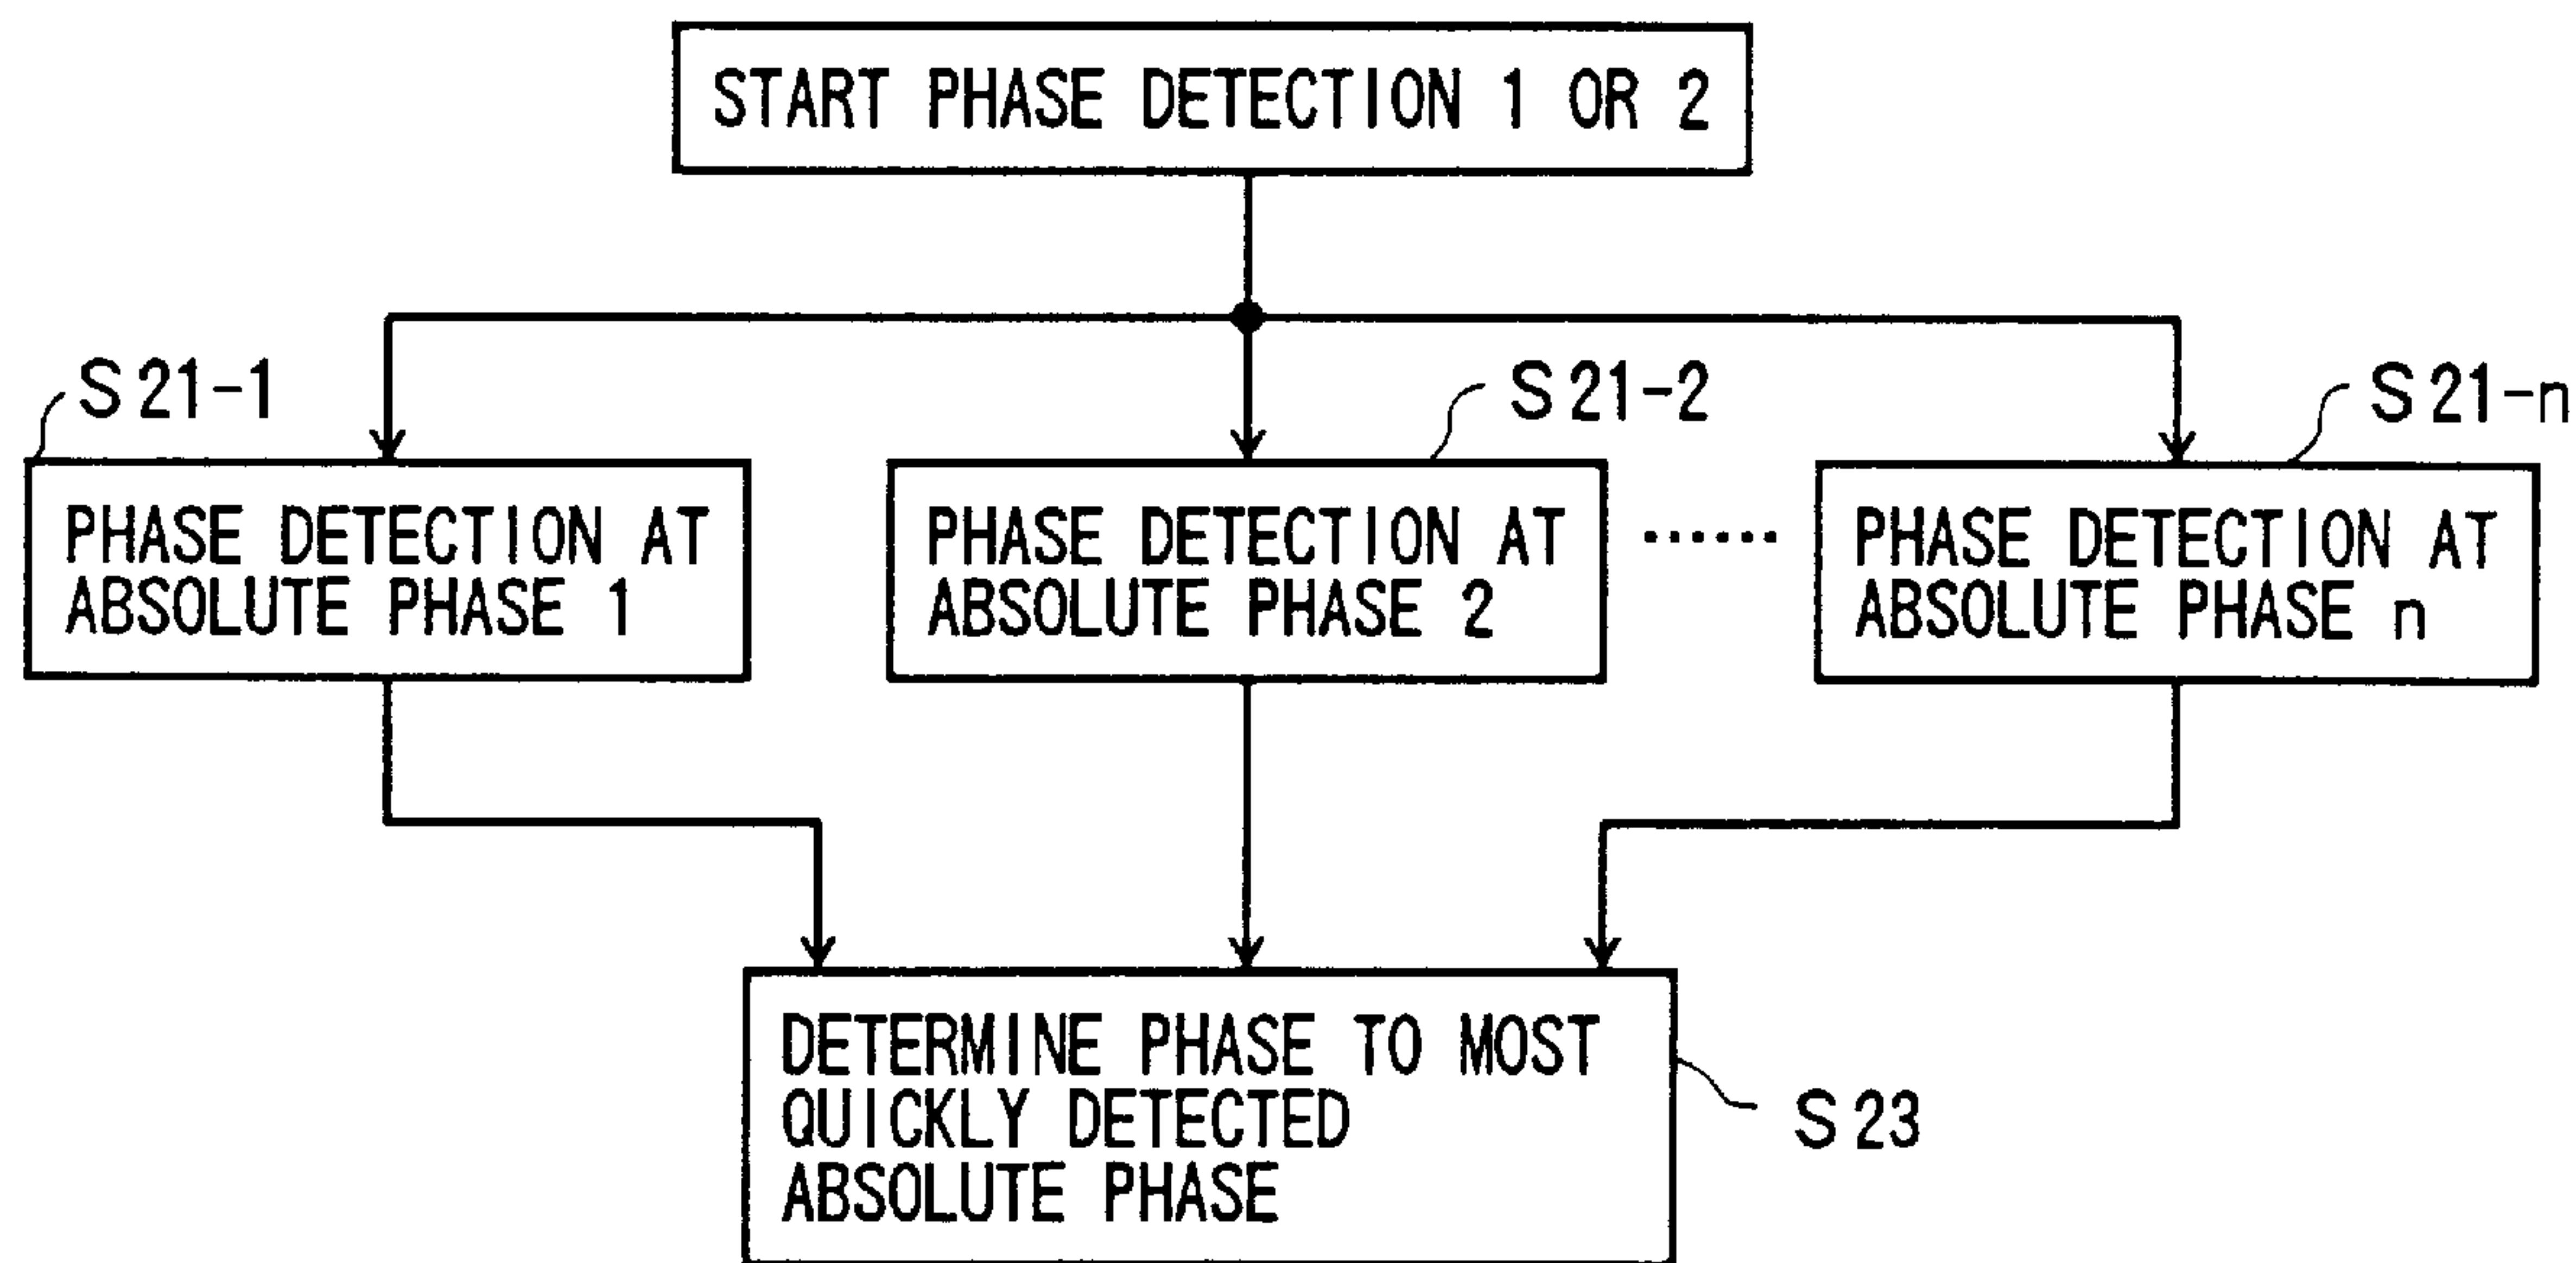 START PHASE DETECTION 1 OR 2
S21-1
S21-2
S21-n
PHASE DETECTION AT
ABSOLUTE PHASE 1
PHASE DETECTION AT
ABSOLUTE PHASE 2
......
PHASE DETECTION AT
ABSOLUTE PHASE n
DETERMINE PHASE TO MOST
QUICKLY DETECTED
ABSOLUTE PHASE
S23